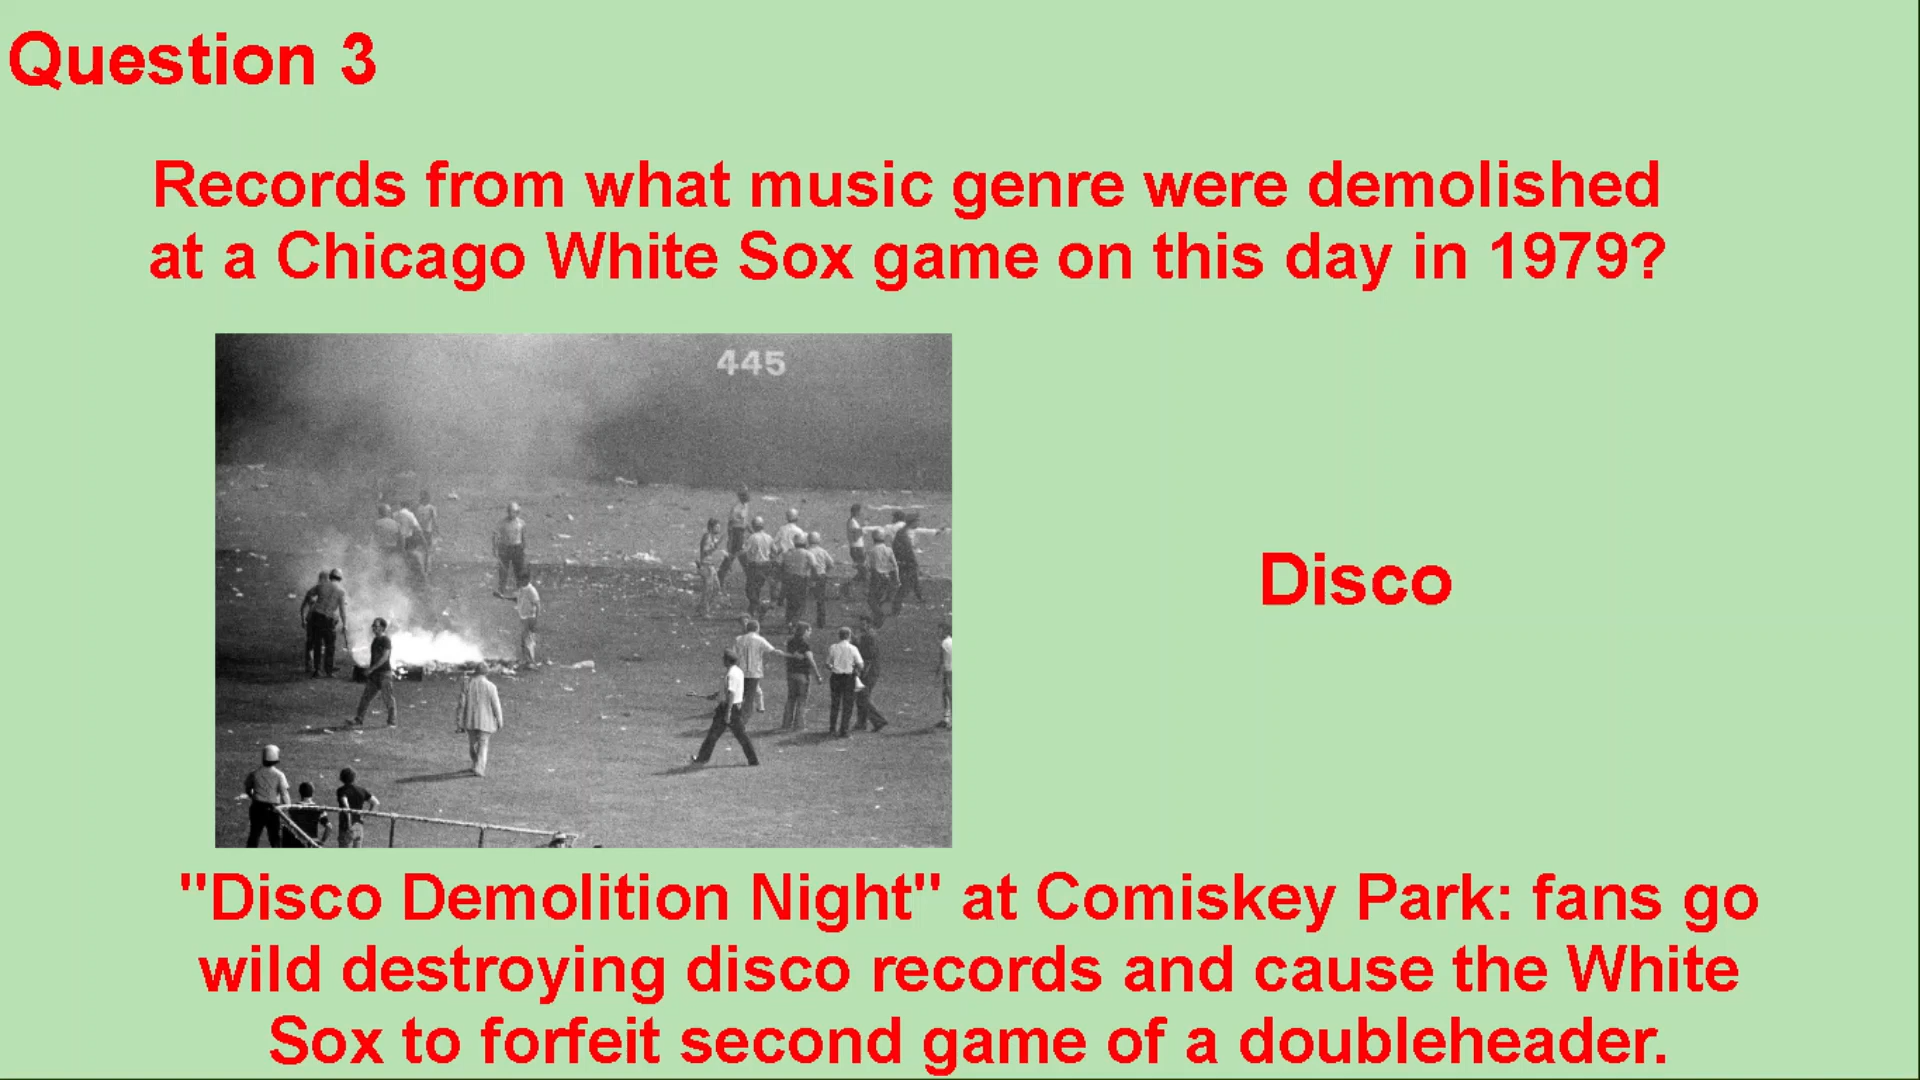 Question 3
Records from what music genre were demolished
at a Chicago White Sox game on this day in 1979?
445
Disco
"Disco Demolition Night" at Comiskey Park: fans go
wild destroying disco records and cause the White
Sox to forfeit second game of a doubleheader.